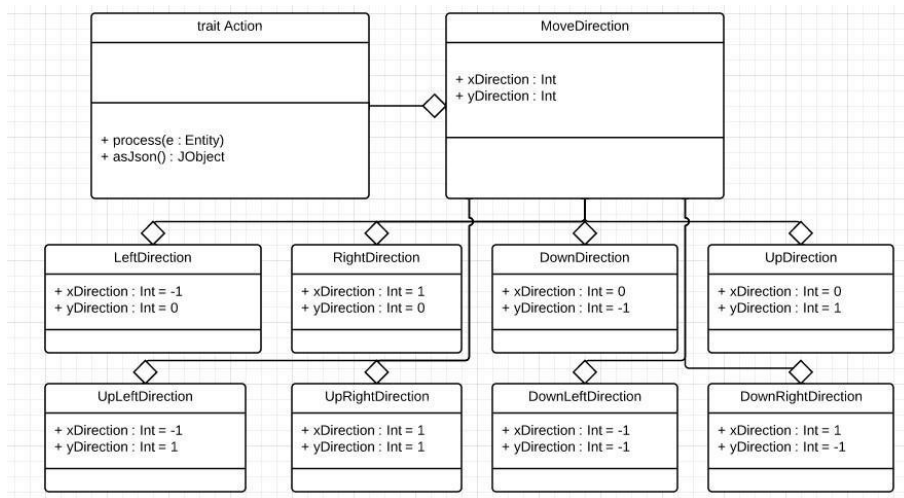 trait Action
+ process(e : Entity)
+ asJson() : JObject
MoveDirection
+ xDirection : Int
+ yDirection : Int
LeftDirection
+ xDirection : Int = -1
+ yDirection : Int = 0
RightDirection
+ xDirection : Int = 1
+ yDirection : Int = 0
DownDirection
+ xDirection : Int = 0
+ yDirection : Int = -1
UpDirection
+ xDirection : Int = 0
+ yDirection : Int = 1
UpLeftDirection
+ xDirection : Int = -1
+ yDirection : Int = 1
UpRightDirection
+ xDirection : Int = 1
+ yDirection : Int = 1
DownLeftDirection
+ xDirection : Int = -1
+ yDirection : Int = -1
DownRightDirection
+ xDirection : Int = 1
+ yDirection : Int = -1